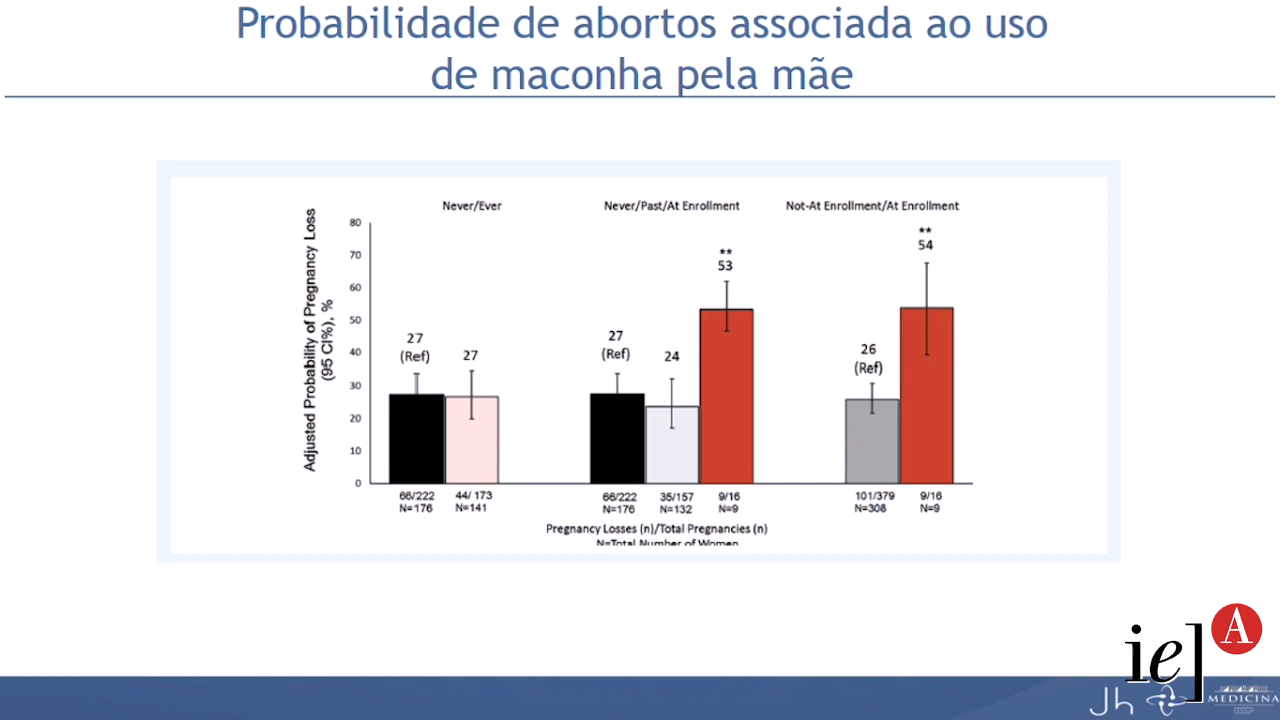 Probabilidade de abortos associada ao uso
de maconha pela mãe
Never/Ever
Never/Past/At Enrollment
Not-At Enrollment/At Enrollment
Adjusted Probability of Pregnancy Loss
(95 CI%), %
80
70
60
50
40
30
20
10
0
27
(Ref)
27
27
(Ref)
24
**
53
26
(Ref)
**
54
66/222
N=176
44/ 173
N=141
66/222
N=176
35/157
N=132
9/16
N=9
101/379
N=308
9/16
N=9
Pregnancy Losses (n)/Total Pregnancies (n)
N=Total Number of Women
ie]
A
Jh
MEDICINA